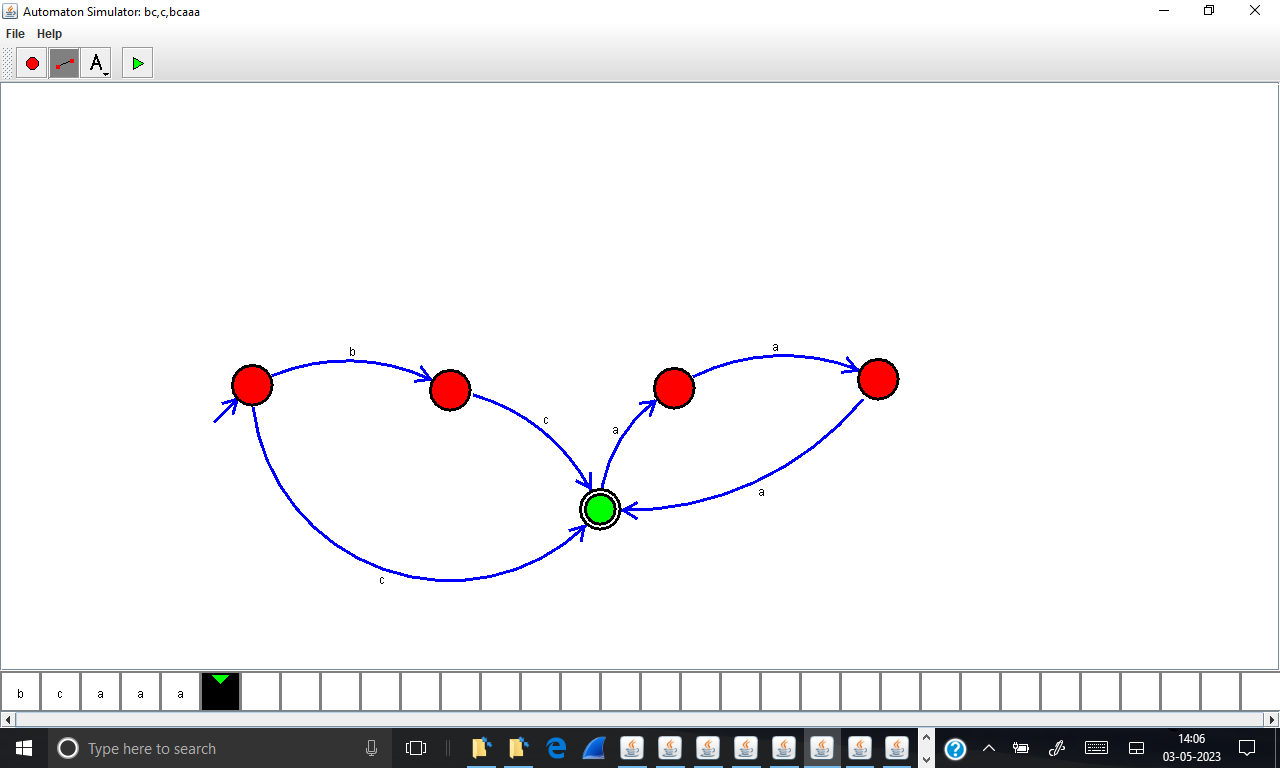 Automaton Simulator: bc,c,bcaaa
File Help
A
b
a
c
a
a
c
b c a a a
Type here to search
14:06
03-05-2023